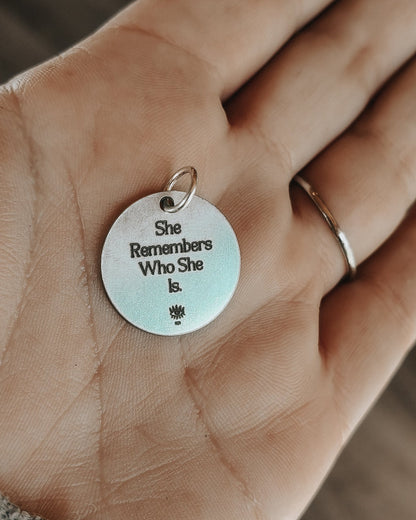 She
Remembers
Who She
Is.